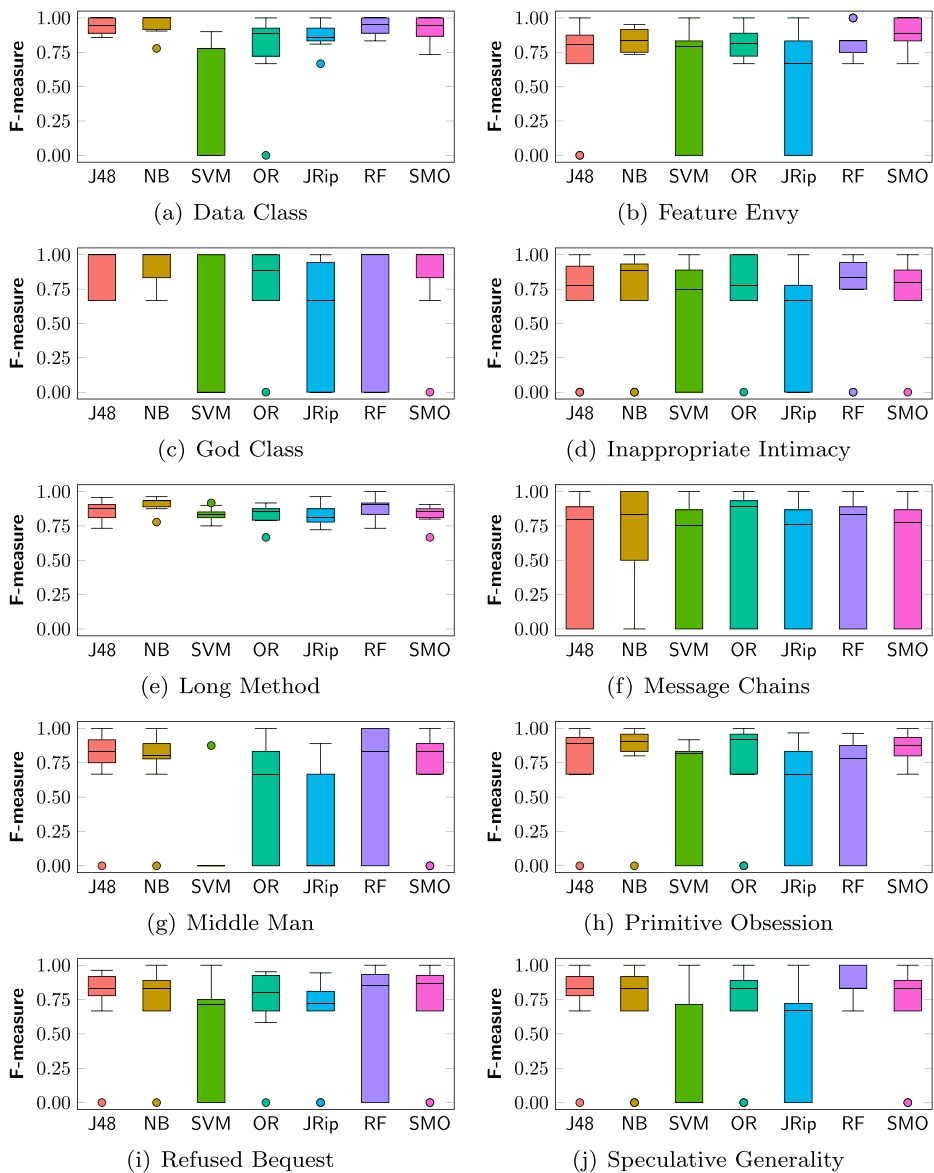 1.00
0.75
0.50
0.25
0.00
F-measure
J48 NB SVM OR JRip RF SMO
(a) Data Class
1.00
0.75
0.50
0.25
0.00
F-measure
J48 NB SVM OR JRip RF SMO
(b) Feature Envy
1.00
0.75
0.50
0.25
0.00
F-measure
J48 NB SVM OR JRip RF SMO
(c) God Class
1.00
0.75
0.50
0.25
0.00
F-measure
J48 NB SVM OR JRip RF SMO
(d) Inappropriate Intimacy
1.00
0.75
0.50
0.25
0.00
F-measure
J48 NB SVM OR JRip RF SMO
(e) Long Method
1.00
0.75
0.50
0.25
0.00
F-measure
J48 NB SVM OR JRip RF SMO
(f) Message Chains
1.00
0.75
0.50
0.25
0.00
F-measure
J48 NB SVM OR JRip RF SMO
(g) Middle Man
1.00
0.75
0.50
0.25
0.00
F-measure
J48 NB SVM OR JRip RF SMO
(h) Primitive Obsession
1.00
0.75
0.50
0.25
0.00
F-measure
J48 NB SVM OR JRip RF SMO
(i) Refused Bequest
1.00
0.75
0.50
0.25
0.00
F-measure
J48 NB SVM OR JRip RF SMO
(j) Speculative Generality